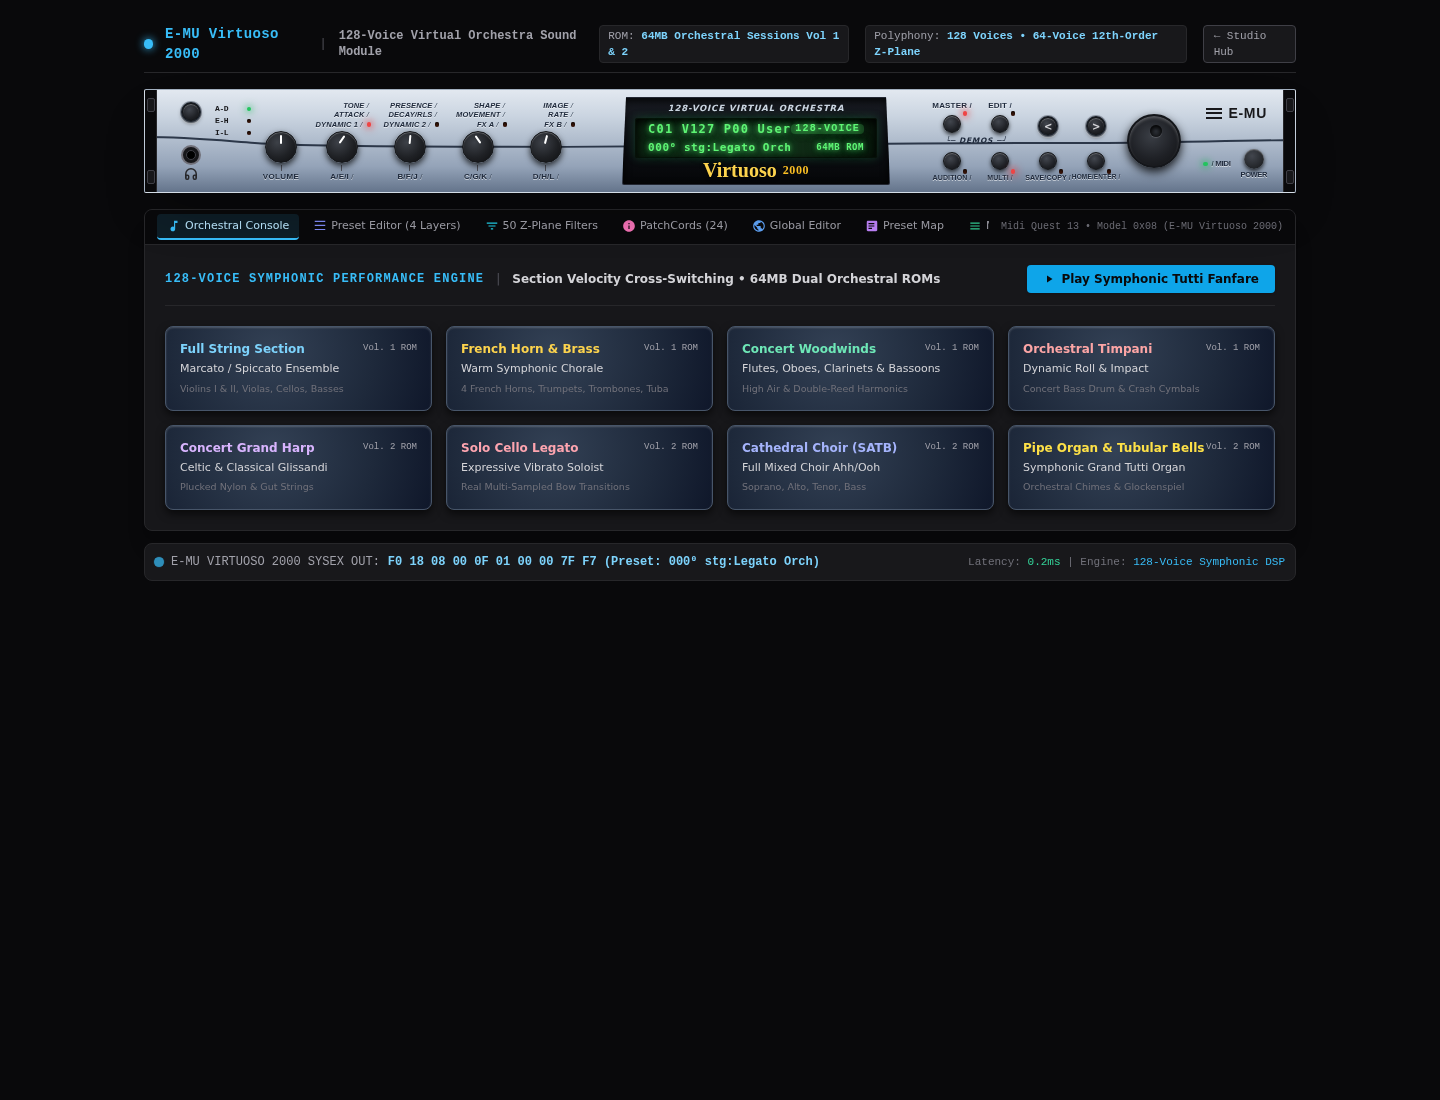 E-MU Virtuoso 2000
|
128-Voice Virtual Orchestra Sound Module
ROM: 64MB Orchestral Sessions Vol 1 & 2
Polyphony: 128 Voices • 64-Voice 12th-Order Z-Plane
← Studio Hub
A-D
E-H
I-L
TONE /
ATTACK /
DYNAMIC 1 /
PRESENCE /
DECAY/RLS /
DYNAMIC 2 /
SHAPE /
MOVEMENT /
FX A /
IMAGE /
RATE /
FX B /
VOLUME
A/E/I /
B/F/J /
C/G/K /
D/H/L /
128-VOICE VIRTUAL ORCHESTRA
C01 V127 P00 User 128-VOICE
000⁰ stg:Legato Orch 64MB ROM
Virtuoso 2000
MASTER /
EDIT /
<
>
DEMOS
AUDITION /
MULTI /
SAVE/COPY /
HOME/ENTER /
E-MU
/ MIDI
POWER
Orchestral Console
Preset Editor (4 Layers)
50 Z-Plane Filters
PatchCords (24)
Global Editor
Preset Map
Midi Quest 13 • Model 0x08 (E-MU Virtuoso 2000)
128-VOICE SYMPHONIC PERFORMANCE ENGINE | Section Velocity Cross-Switching • 64MB Dual Orchestral ROMs
Play Symphonic Tutti Fanfare
Full String Section
Vol. 1 ROM
Marcato / Spiccato Ensemble
Violins I & II, Violas, Cellos, Basses
French Horn & Brass
Vol. 1 ROM
Warm Symphonic Chorale
4 French Horns, Trumpets, Trombones, Tuba
Concert Woodwinds
Vol. 1 ROM
Flutes, Oboes, Clarinets & Bassoons
High Air & Double-Reed Harmonics
Orchestral Timpani
Vol. 1 ROM
Dynamic Roll & Impact
Concert Bass Drum & Crash Cymbals
Concert Grand Harp
Vol. 2 ROM
Celtic & Classical Glissandi
Plucked Nylon & Gut Strings
Solo Cello Legato
Vol. 2 ROM
Expressive Vibrato Soloist
Real Multi-Sampled Bow Transitions
Cathedral Choir (SATB)
Vol. 2 ROM
Full Mixed Choir Ahh/Ooh
Soprano, Alto, Tenor, Bass
Pipe Organ & Tubular Bells
Vol. 2 ROM
Symphonic Grand Tutti Organ
Orchestral Chimes & Glockenspiel
E-MU VIRTUOSO 2000 SYSEX OUT: F0 18 08 00 0F 01 00 00 7F F7 (Preset: 000⁰ stg:Legato Orch)
Latency: 0.2ms | Engine: 128-Voice Symphonic DSP